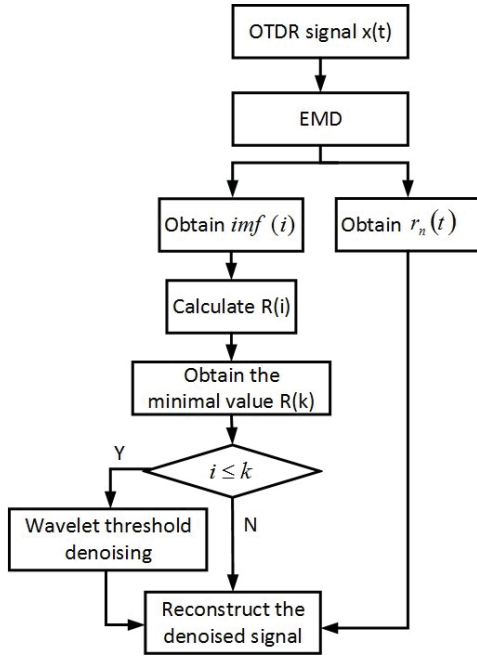 OTDR signal x(t)
EMD
Obtain imf (i)
Obtain r_n(t)
Calculate R(i)
Obtain the
minimal value R(k)
Y
i ≤ k
Wavelet threshold
denoising
N
Reconstruct the
denoised signal